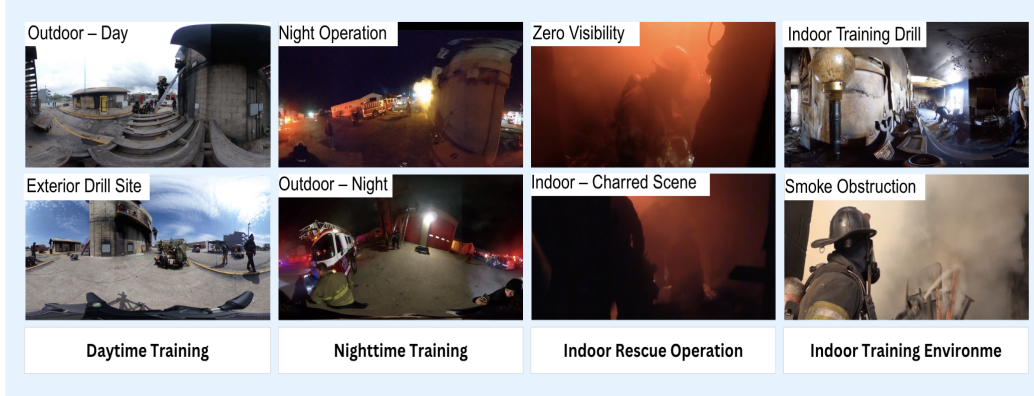 Outdoor – Day
Night Operation
Zero Visibility
Indoor Training Drill
Exterior Drill Site
Outdoor – Night
Indoor – Charred Scene
Smoke Obstruction
Daytime Training
Nighttime Training
Indoor Rescue Operation
Indoor Training Environme